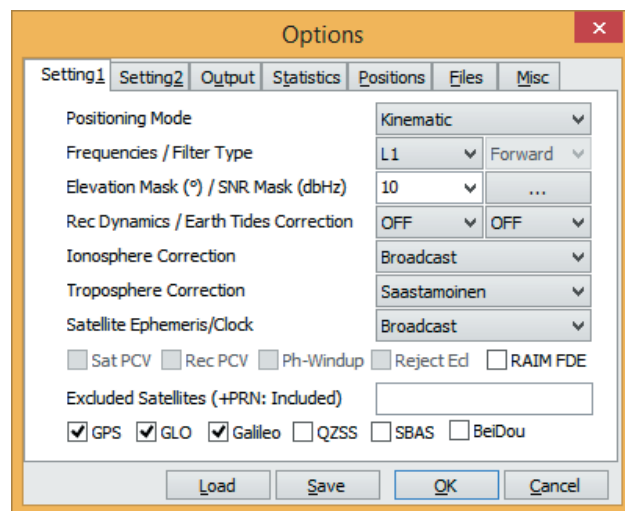 Options
Setting1 Setting2 Output Statistics Positions Files Misc
Positioning Mode Kinematic
Frequencies / Filter Type L1 Forward
Elevation Mask (°) / SNR Mask (dbHz) 10 ...
Rec Dynamics / Earth Tides Correction OFF OFF
Ionosphere Correction Broadcast
Troposphere Correction Saastamoinen
Satellite Ephemeris/Clock Broadcast
Sat PCV Rec PCV Ph-Windup Reject Ecl RAIM FDE
Excluded Satellites (+PRN: Included)
GPS GLO Galileo QZSS SBAS BeiDou
Load Save OK Cancel